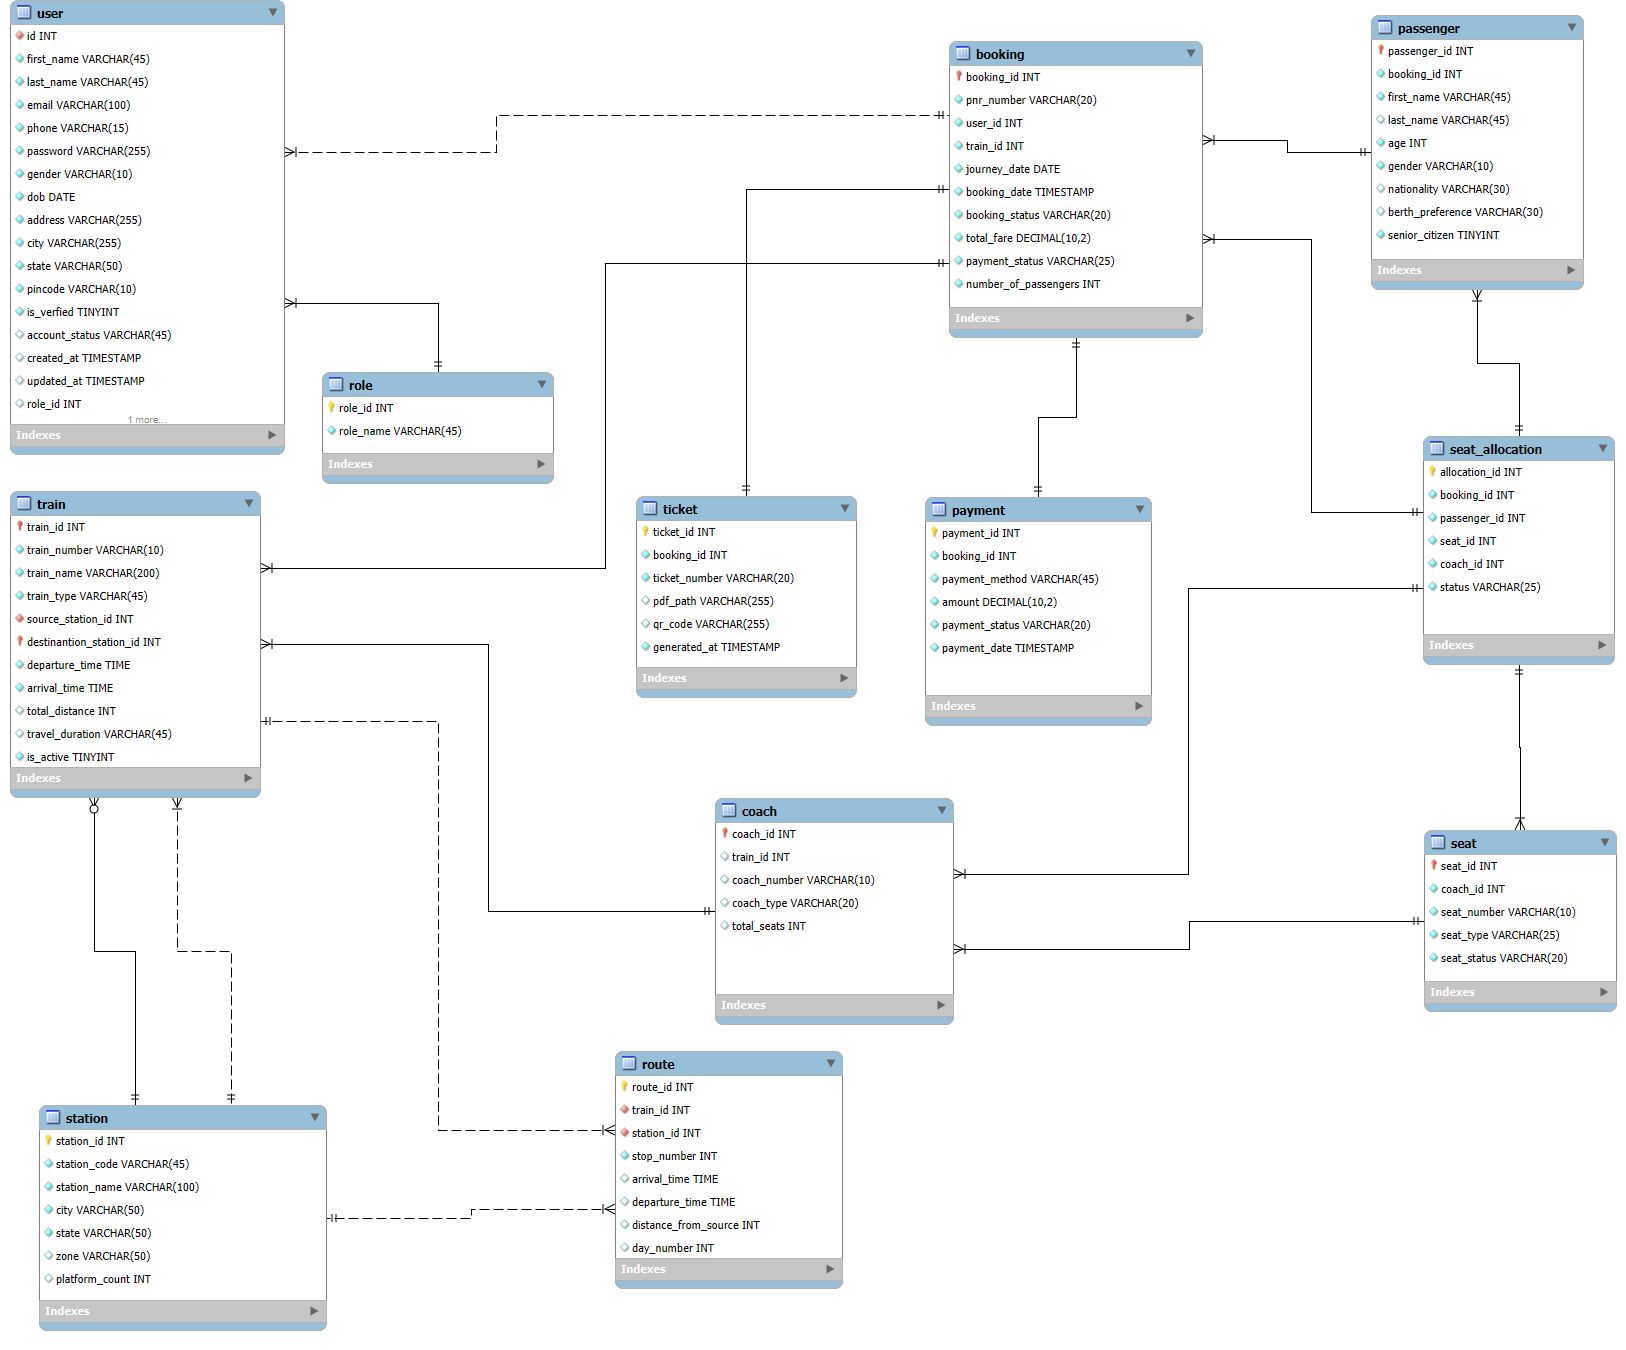 user
id INT
first_name VARCHAR(45)
last_name VARCHAR(45)
email VARCHAR(100)
phone VARCHAR(15)
password VARCHAR(255)
gender VARCHAR(10)
dob DATE
address VARCHAR(255)
city VARCHAR(255)
state VARCHAR(50)
pincode VARCHAR(10)
is_verfied TINYINT
account_status VARCHAR(45)
created_at TIMESTAMP
updated_at TIMESTAMP
role_id INT
1 more...
Indexes
role
role_id INT
role_name VARCHAR(45)
Indexes
booking
booking_id INT
pnr_number VARCHAR(20)
user_id INT
train_id INT
journey_date DATE
booking_date TIMESTAMP
booking_status VARCHAR(20)
total_fare DECIMAL(10,2)
payment_status VARCHAR(25)
number_of_passengers INT
Indexes
passenger
passenger_id INT
booking_id INT
first_name VARCHAR(45)
last_name VARCHAR(45)
age INT
gender VARCHAR(10)
nationality VARCHAR(30)
berth_preference VARCHAR(30)
senior_citizen TINYINT
Indexes
train
train_id INT
train_number VARCHAR(10)
train_name VARCHAR(200)
train_type VARCHAR(45)
source_station_id INT
destinantion_station_id INT
departure_time TIME
arrival_time TIME
total_distance INT
travel_duration VARCHAR(45)
is_active TINYINT
Indexes
ticket
ticket_id INT
booking_id INT
ticket_number VARCHAR(20)
pdf_path VARCHAR(255)
qr_code VARCHAR(255)
generated_at TIMESTAMP
Indexes
payment
payment_id INT
booking_id INT
payment_method VARCHAR(45)
amount DECIMAL(10,2)
payment_status VARCHAR(20)
payment_date TIMESTAMP
Indexes
seat_allocation
allocation_id INT
booking_id INT
passenger_id INT
seat_id INT
coach_id INT
status VARCHAR(25)
Indexes
coach
coach_id INT
train_id INT
coach_number VARCHAR(10)
coach_type VARCHAR(20)
total_seats INT
Indexes
seat
seat_id INT
coach_id INT
seat_number VARCHAR(10)
seat_type VARCHAR(25)
seat_status VARCHAR(20)
Indexes
station
station_id INT
station_code VARCHAR(45)
station_name VARCHAR(100)
city VARCHAR(50)
state VARCHAR(50)
zone VARCHAR(50)
platform_count INT
Indexes
route
route_id INT
train_id INT
station_id INT
stop_number INT
arrival_time TIME
departure_time TIME
distance_from_source INT
day_number INT
Indexes